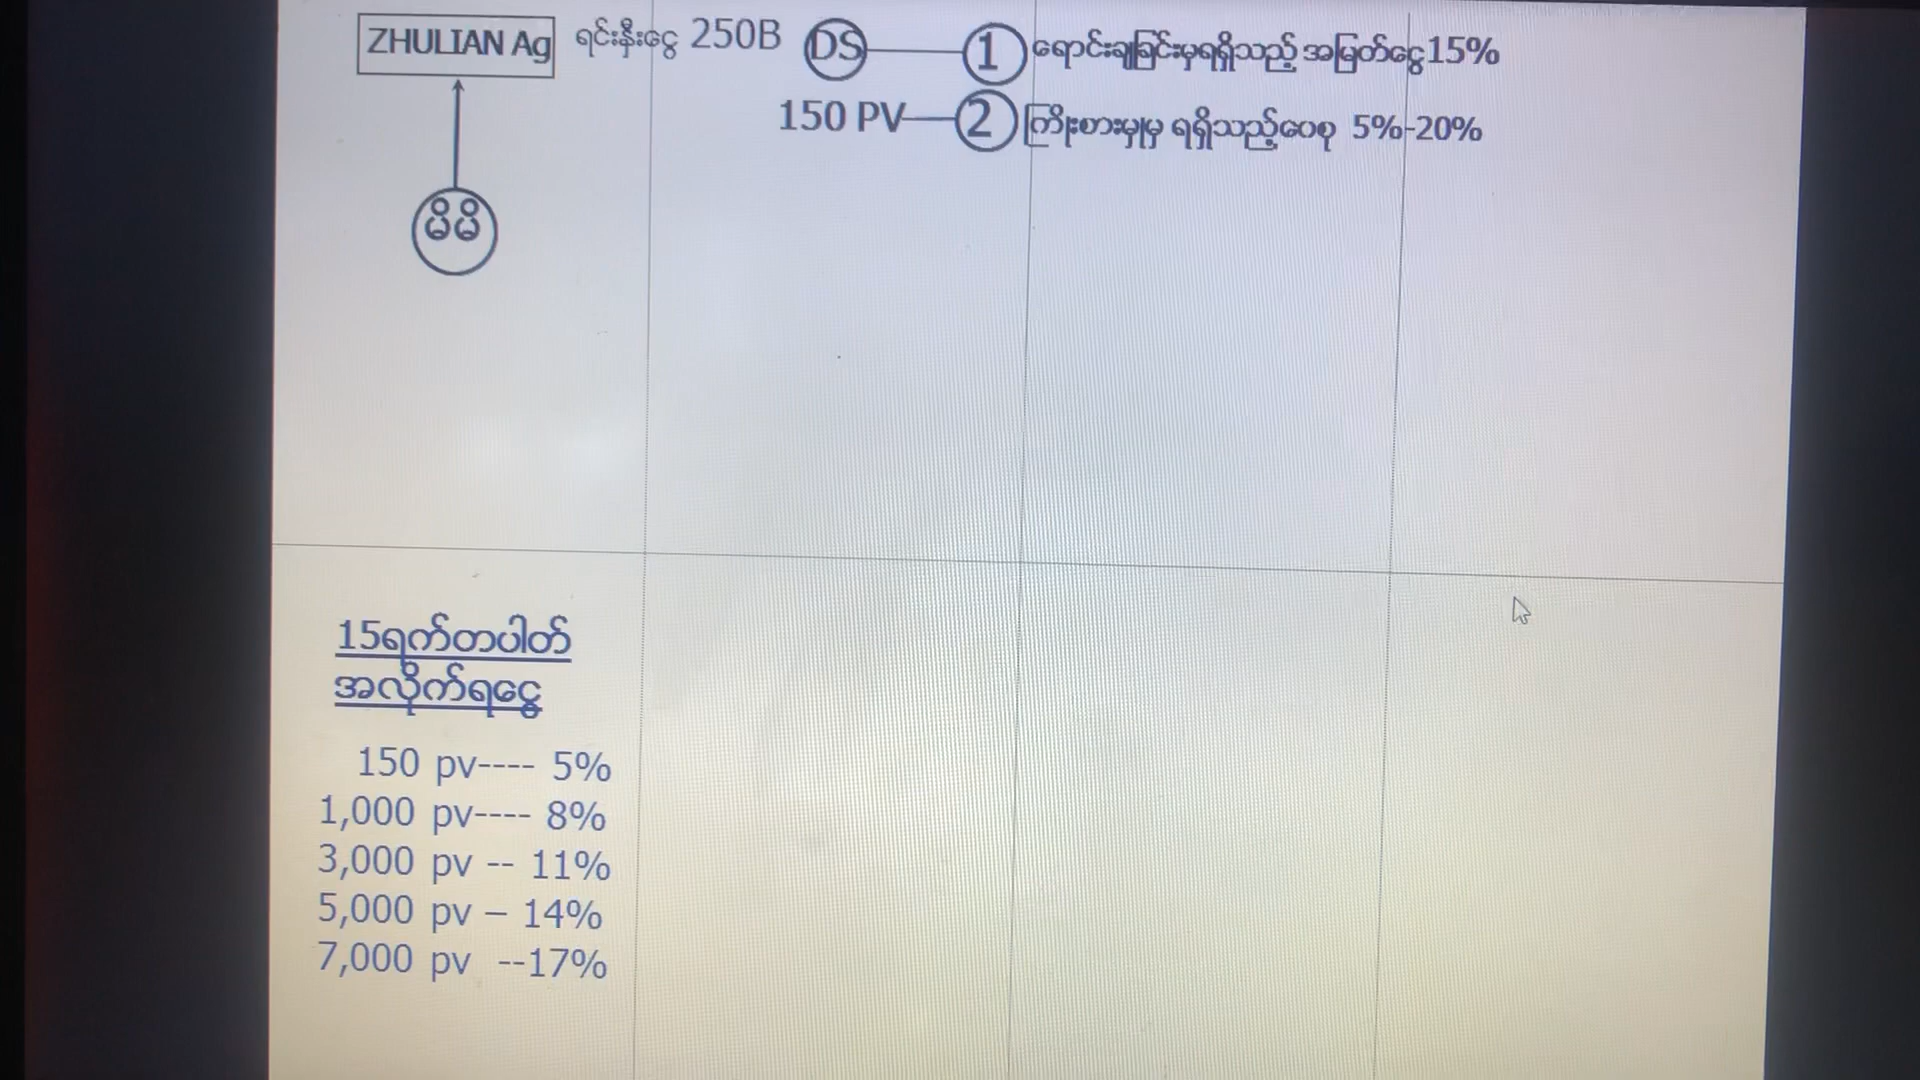 ZHULIAN Ag ရင်းနှီးငွေ 250B DS 1 ရောင်းချခြင်းမှရရှိသည့် အမြတ်ငွေ 15%
150 PV 2 ကြိုးစားမှုမှ ရရှိသည့်ဝေစု 5%-20%
မိမိ
15ရက်တပါတ်
အလိုက်ရငွေ
150 pv---- 5%
1,000 pv---- 8%
3,000 pv -- 11%
5,000 pv – 14%
7,000 pv --17%